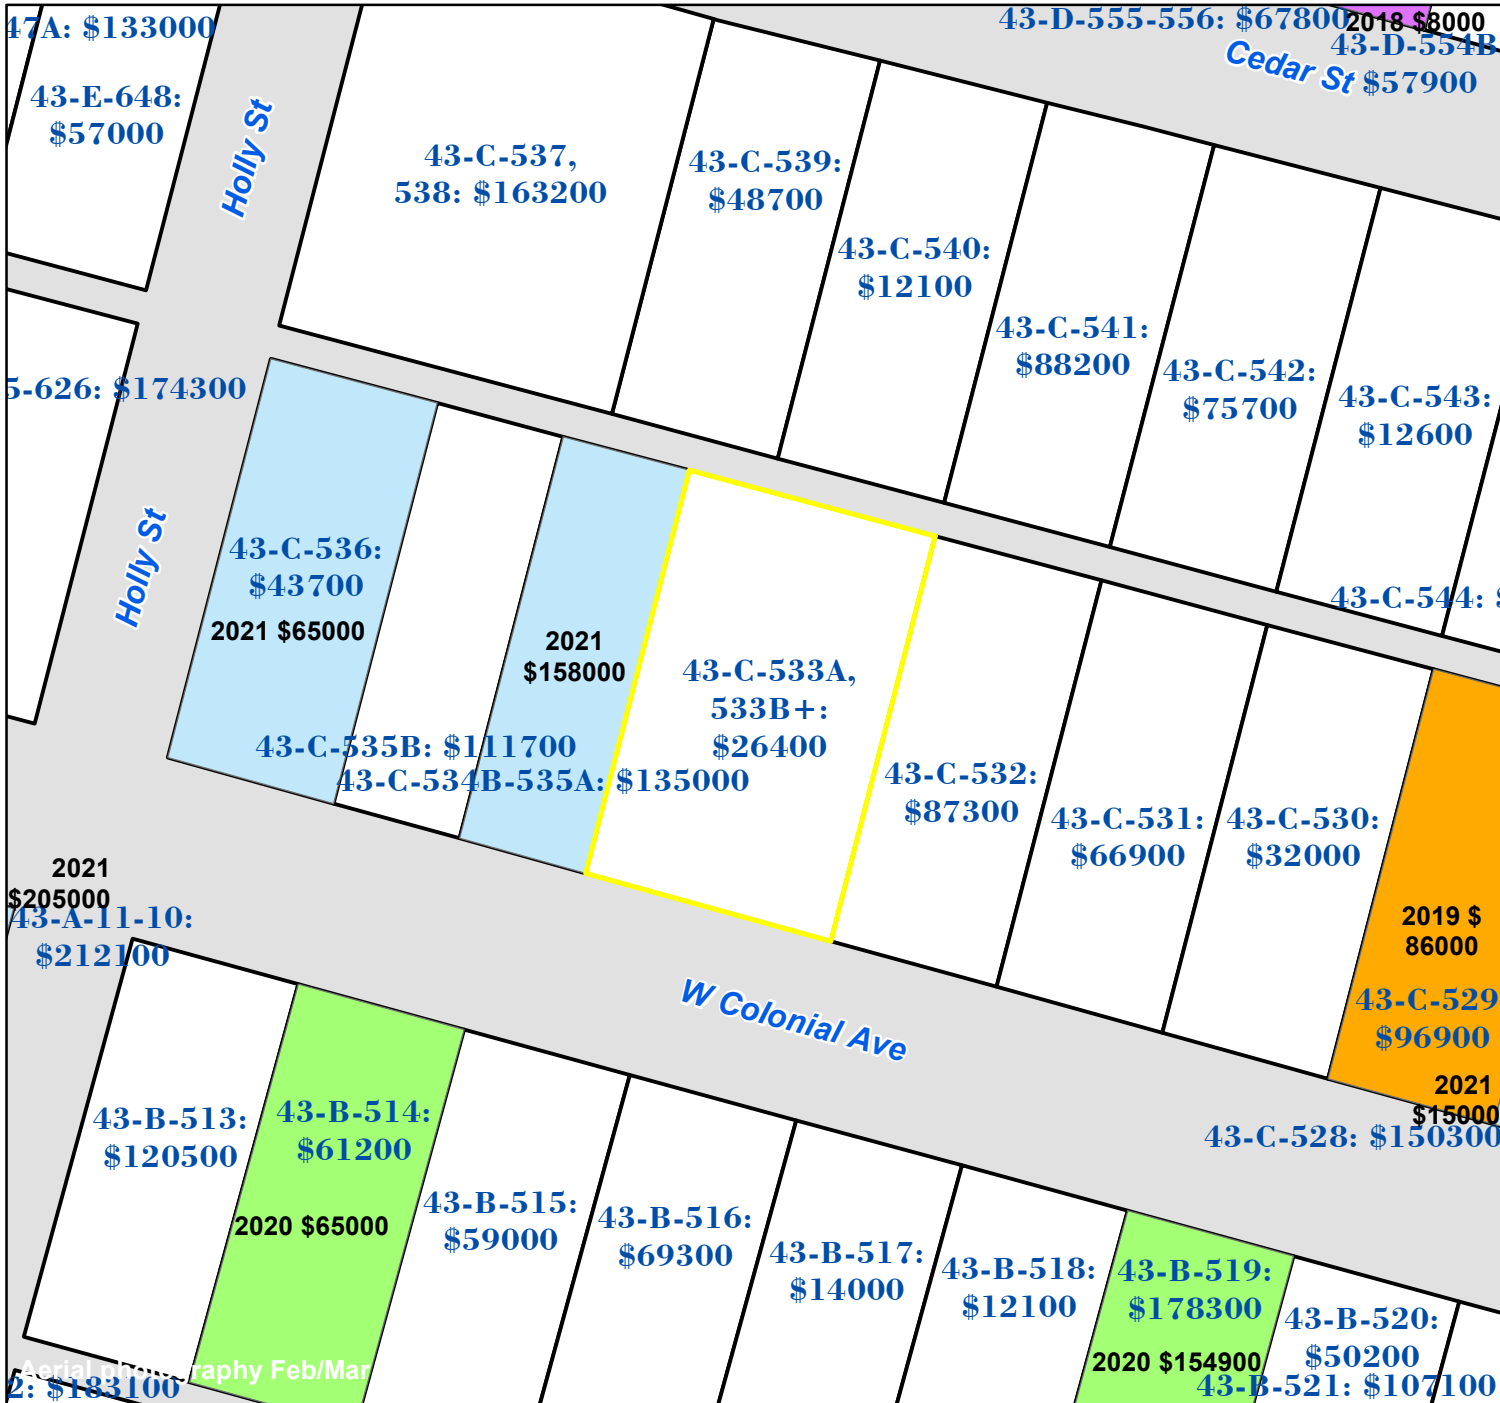 47A: $133000
43-D-555-556: $67800
2018 $8000
43-D-554B
$57900
Cedar St
43-E-648:
$57000
Holly St
43-C-537,
538: $163200
43-C-539:
$48700
43-C-540:
$12100
43-C-541:
$88200
43-C-542:
$75700
43-C-543:
$12600
5-626: $174300
Holly St
43-C-536:
$43700
2021 $65000
2021
$158000
43-C-544: $
43-C-533A,
533B+:
$26400
43-C-535B: $111700
43-C-534B-535A: $135000
43-C-532:
$87300
43-C-531:
$66900
43-C-530:
$32000
2021
$205000
43-A-11-10:
$212100
2019 $
86000
43-C-529
$96900
W Colonial Ave
2021
$15000
43-C-528: $150300
43-B-513:
$120500
43-B-514:
$61200
2020 $65000
43-B-515:
$59000
43-B-516:
$69300
43-B-517:
$14000
43-B-518:
$12100
43-B-519:
$178300
2020 $154900
43-B-520:
$50200
43-B-521: $107100
Aerial photography Feb/Mar
2: $183100